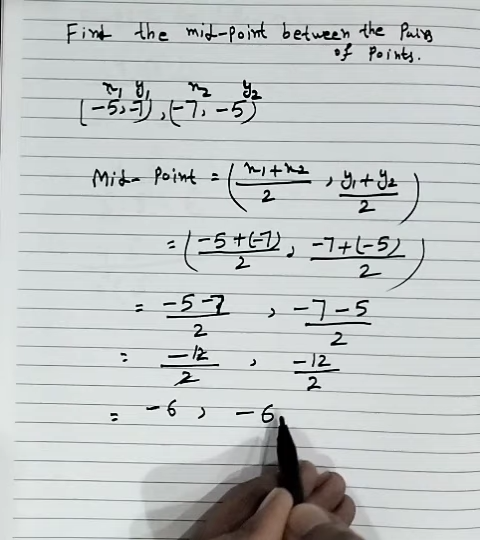 Find the mid-point between the Pairs
of Points.
x₁ y₁ x₂ y₂
(-5,-7), (-7, -5)
Mid-Point = ( x₁+x₂ / 2 , y₁+y₂ / 2 )
= ( -5+(-7) / 2 , -7+(-5) / 2 )
= -5-7 / 2 , -7-5 / 2
= -12 / 2 , -12 / 2
= -6 , -6